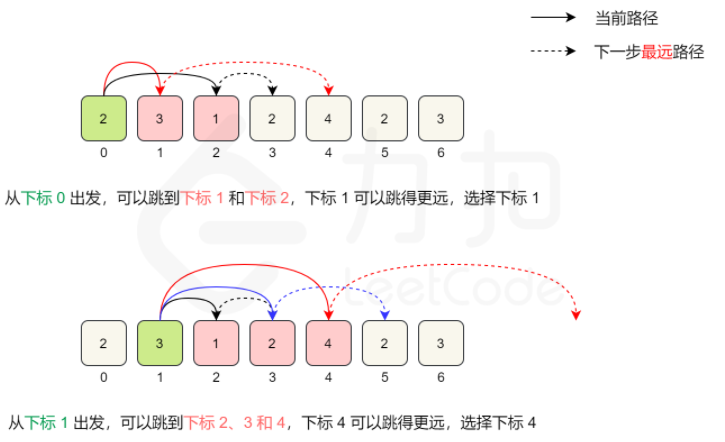 当前路径
下一步最远路径
2 3 1 2 4 2 3
0 1 2 3 4 5 6
从下标 0 出发，可以跳到下标 1 和下标 2，下标 1 可以跳得更远，选择下标 1
力扣
LeetCode
2 3 1 2 4 2 3
0 1 2 3 4 5 6
从下标 1 出发，可以跳到下标 2、3 和 4，下标 4 可以跳得更远，选择下标 4